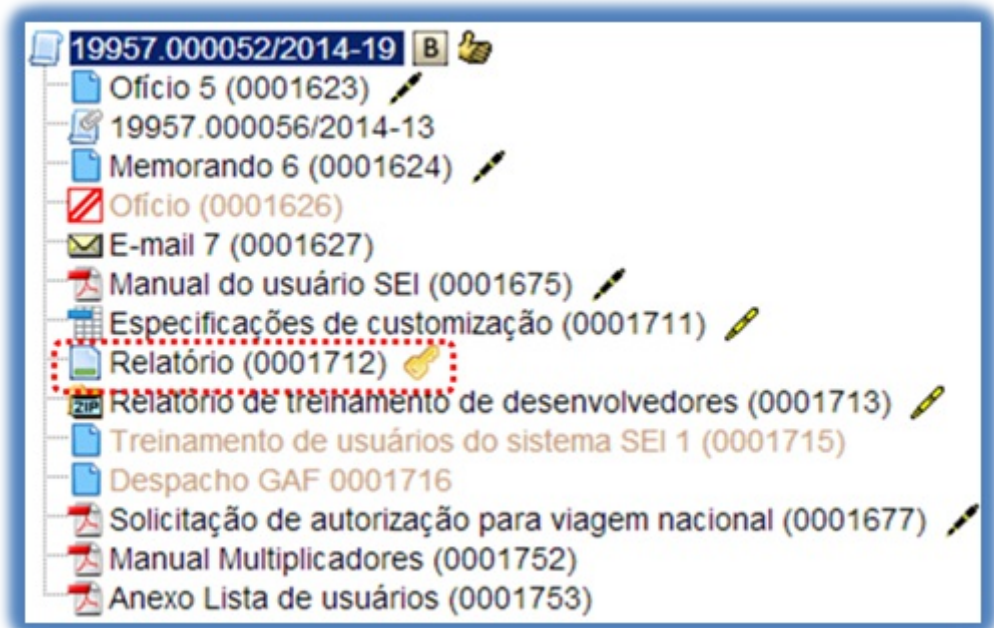 19957.000052/2014-19 B
Ofício 5 (0001623)
19957.000056/2014-13
Memorando 6 (0001624)
Ofício (0001626)
E-mail 7 (0001627)
Manual do usuário SEI (0001675)
Especificações de customização (0001711)
Relatório (0001712)
ZIP Relatório de treinamento de desenvolvedores (0001713)
Treinamento de usuários do sistema SEI 1 (0001715)
Despacho GAF 0001716
Solicitação de autorização para viagem nacional (0001677)
Manual Multiplicadores (0001752)
Anexo Lista de usuários (0001753)